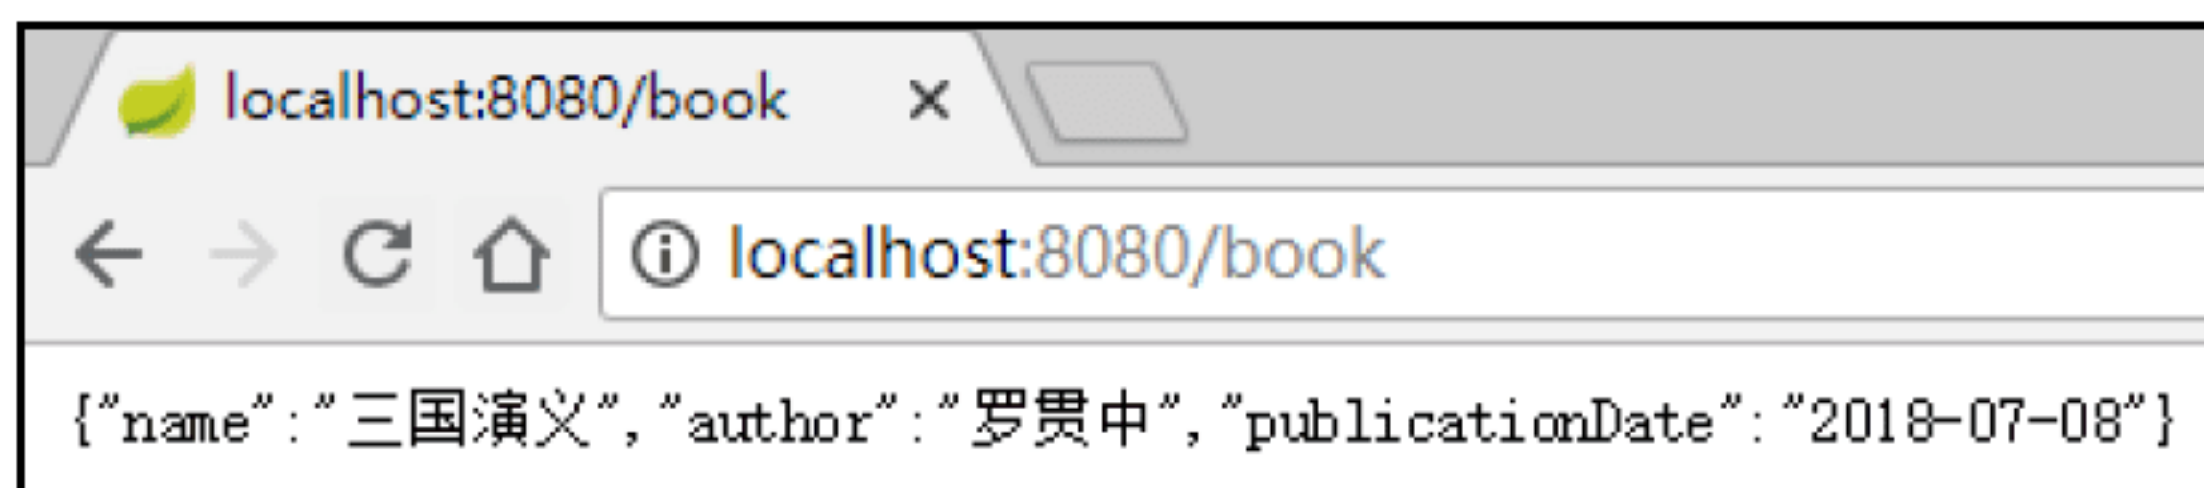 localhost:8080/book
localhost:8080/book
{"name":"三国演义","author":"罗贯中","publicationDate":"2018-07-08"}